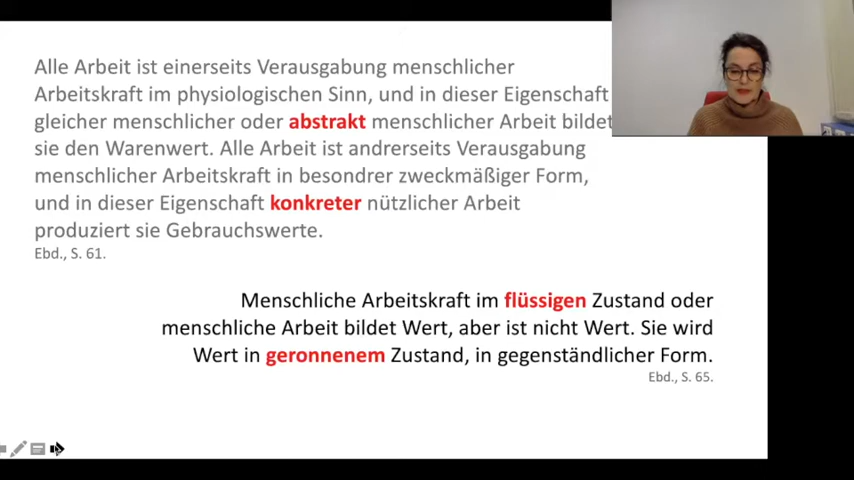 Alle Arbeit ist einerseits Verausgabung menschlicher
Arbeitskraft im physiologischen Sinn, und in dieser Eigenschaft
gleicher menschlicher oder abstrakt menschlicher Arbeit bildet
sie den Warenwert. Alle Arbeit ist andrerseits Verausgabung
menschlicher Arbeitskraft in besondrer zweckmäßiger Form,
und in dieser Eigenschaft konkreter nützlicher Arbeit
produziert sie Gebrauchswerte.
Ebd., S. 61.
Menschliche Arbeitskraft im flüssigen Zustand oder
menschliche Arbeit bildet Wert, aber ist nicht Wert. Sie wird
Wert in geronnenem Zustand, in gegenständlicher Form.
Ebd., S. 65.